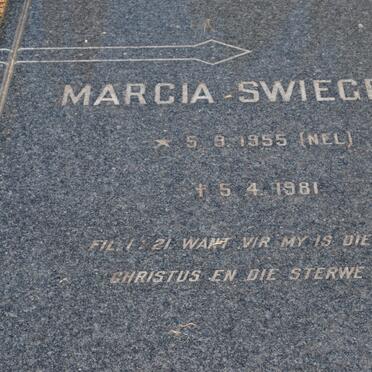 MARCIA SWIEG
* 5.9.1955 (NEL)
† 5.4.1981
FIL. 1:21 WANT VIR MY IS DIE
CHRISTUS EN DIE STERWE